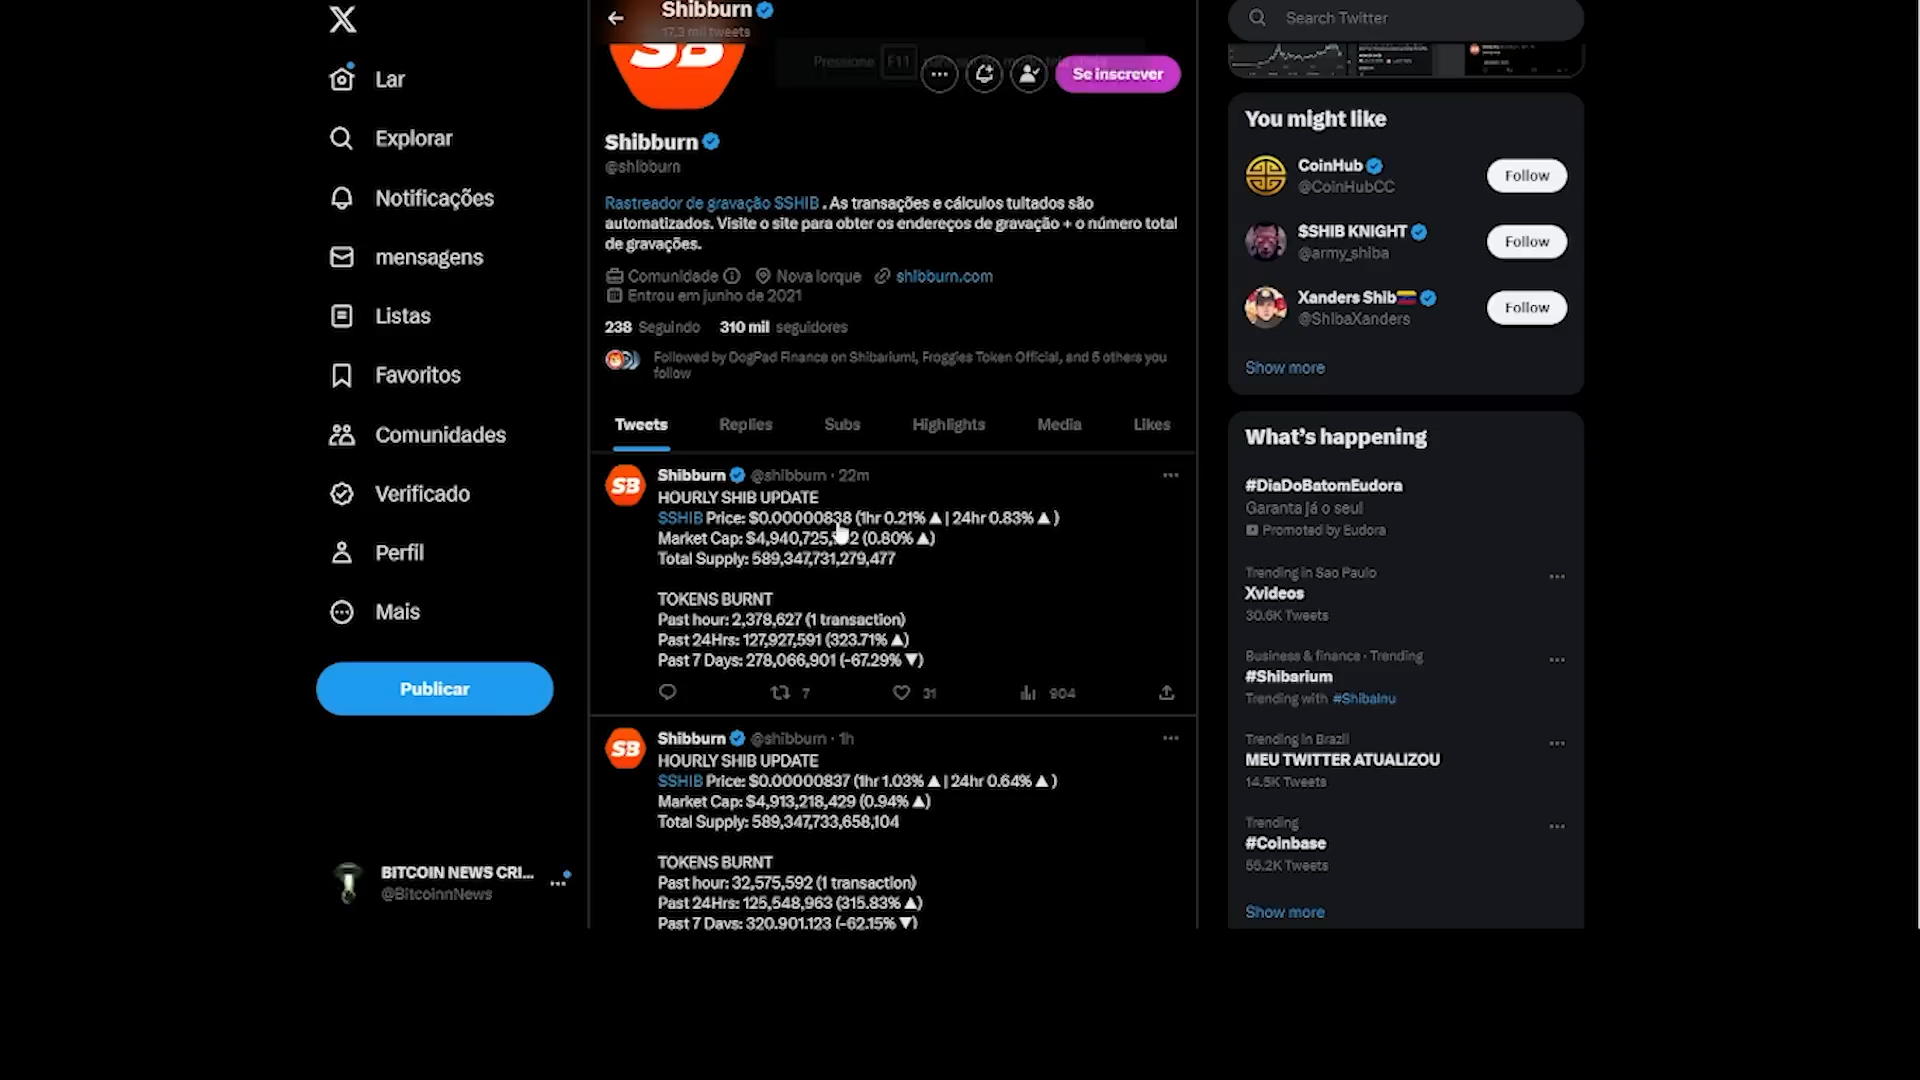 Lar
Explorar
Notificações
mensagens
Listas
Favoritos
Comunidades
Verificado
Perfil
Mais
Publicar
BITCOIN NEWS CRI...
@BitcoinnNews
Shibburn
17,3 mil tweets
SB
Pressione F11
Se inscrever
Shibburn
@shibburn
Rastreador de gravação $SHIB . As transações e cálculos tuitados são
automatizados. Visite o site para obter os endereços de gravação + o número total
de gravações.
Comunidade Nova Iorque shibburn.com
Entrou em junho de 2021
238 Seguindo 310 mil seguidores
Followed by DogPad Finance on Shibarium!, Froggies Token Official, and 5 others you
follow
Tweets Replies Subs Highlights Media Likes
SB
Shibburn @shibburn · 22m
HOURLY SHIB UPDATE
$SHIB Price: $0.00000838 (1hr 0.21% ▲ | 24hr 0.83% ▲ )
Market Cap: $4,940,725, (0.80% ▲)
Total Supply: 589,347,731,279,477
TOKENS BURNT
Past hour: 2,378,627 (1 transaction)
Past 24Hrs: 127,927,591 (323.71% ▲)
Past 7 Days: 278,066,901 (-67.29% ▼)
7 31 904
SB
Shibburn @shibburn · 1h
HOURLY SHIB UPDATE
$SHIB Price: $0.00000837 (1hr 1.03% ▲ | 24hr 0.64% ▲ )
Market Cap: $4,913,218,429 (0.94% ▲)
Total Supply: 589,347,733,658,104
TOKENS BURNT
Past hour: 32,575,592 (1 transaction)
Past 24Hrs: 125,548,963 (315.83% ▲)
Past 7 Days: 320,901,123 (-62.15% ▼)
Search Twitter
You might like
CoinHub
@CoinHubCC
Follow
$SHIB KNIGHT
@army_shiba
Follow
Xanders Shib
@ShibaXanders
Follow
Show more
What's happening
#DiaDoBatomEudora
Garanta já o seu!
Promoted by Eudora
Trending in Sao Paulo
Xvideos
30.6K Tweets
Business & finance · Trending
#Shibarium
Trending with #ShibaInu
Trending in Brazil
MEU TWITTER ATUALIZOU
14.5K Tweets
Trending
#Coinbase
55.2K Tweets
Show more